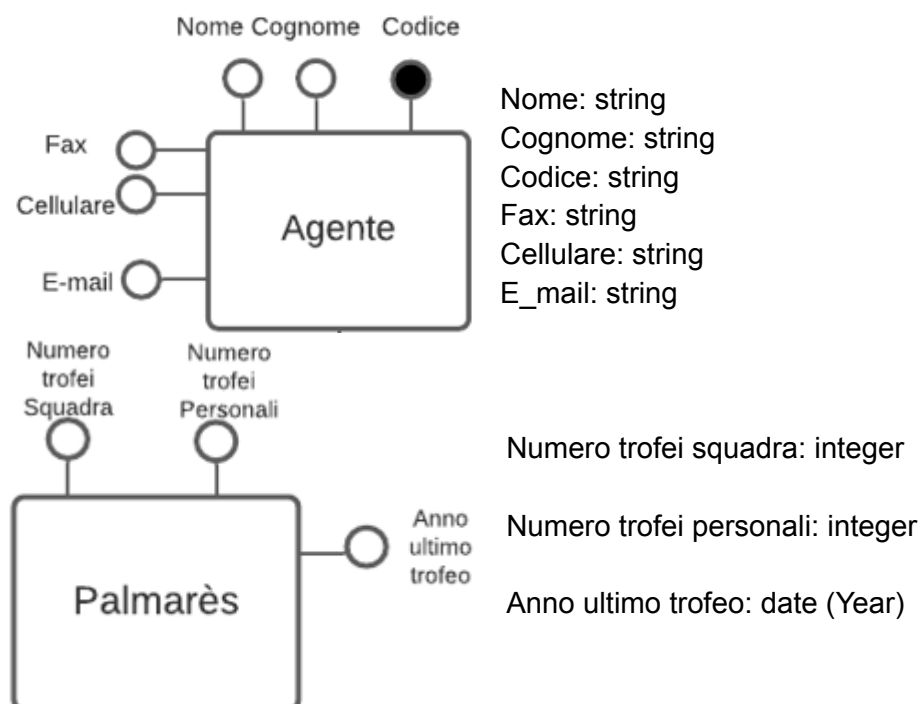 Nome Cognome Codice
Fax
Cellulare
E-mail
Agente
Nome: string
Cognome: string
Codice: string
Fax: string
Cellulare: string
E_mail: string
Numero
trofei
Squadra
Numero
trofei
Personali
Anno
ultimo
trofeo
Palmarès
Numero trofei squadra: integer
Numero trofei personali: integer
Anno ultimo trofeo: date (Year)